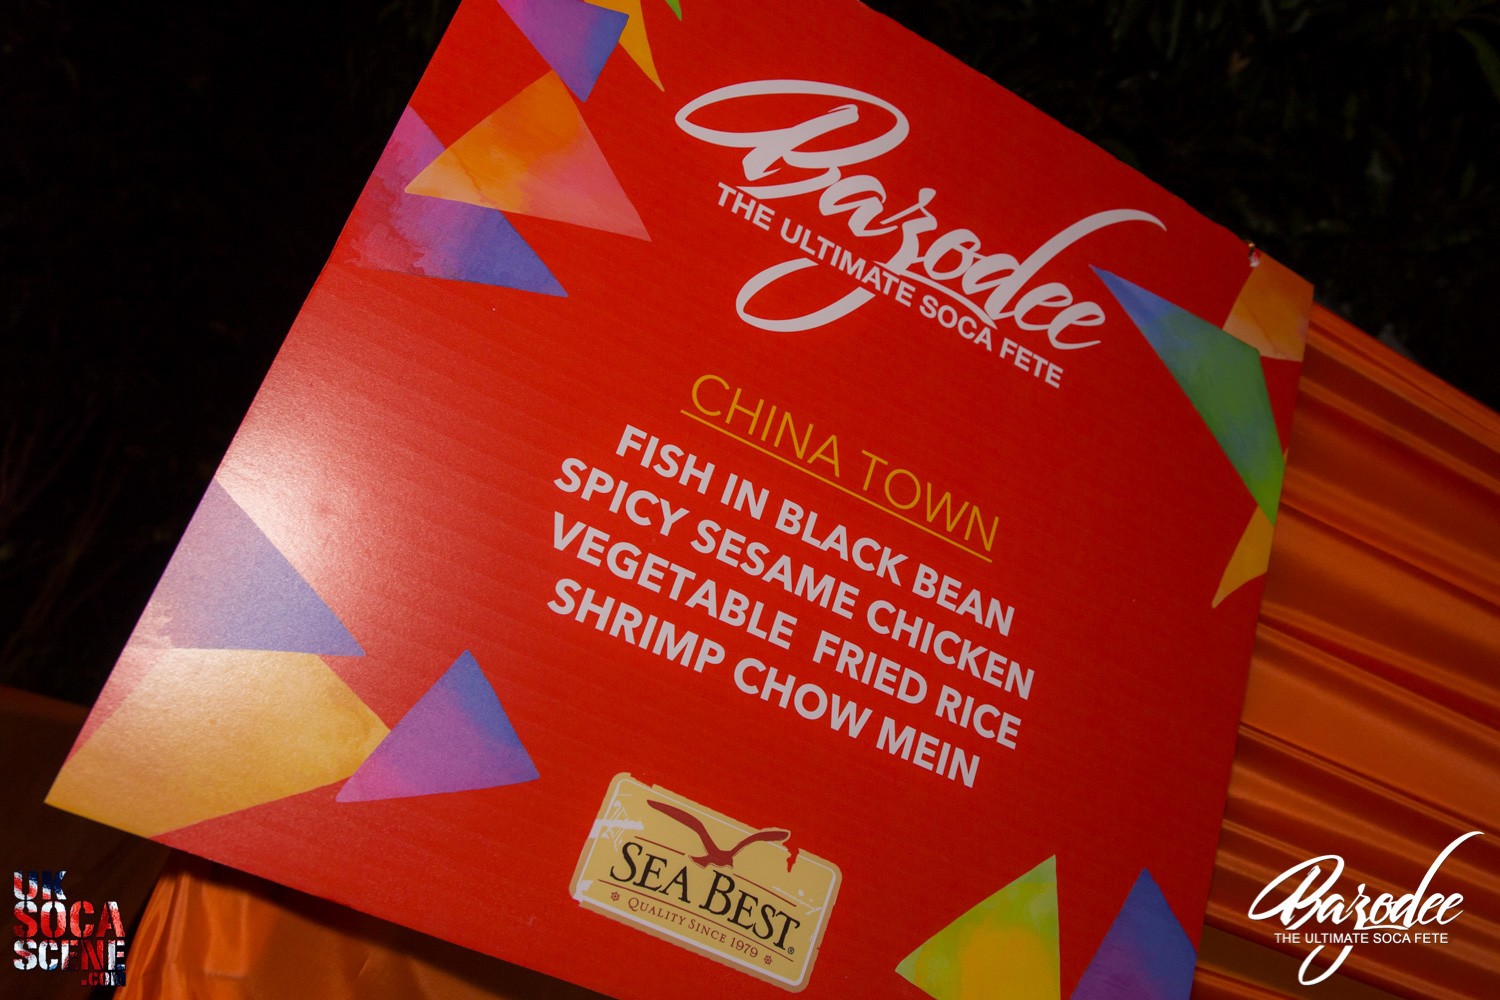 Bazodee
THE ULTIMATE SOCA FETE
CHINA TOWN
FISH IN BLACK BEAN
SPICY SESAME CHICKEN
VEGETABLE FRIED RICE
SHRIMP CHOW MEIN
SEA BEST®
QUALITY SINCE 1979
UK
SOCA
SCENE
.COM
Bazodee
THE ULTIMATE SOCA FETE